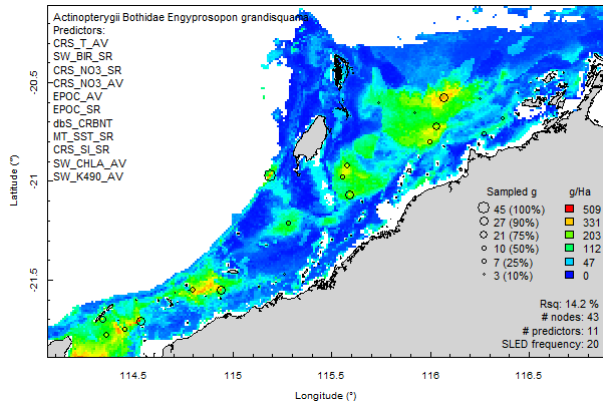 Actinopterygii Bothidae Engyprosopon grandisquama
Predictors:
CRS_T_AV
SW_BIR_SR
CRS_NO3_SR
CRS_NO3_AV
EPOC_AV
EPOC_SR
dbS_CRBNT
MT_SST_SR
CRS_SI_SR
SW_CHLA_AV
SW_K490_AV
20.5
21
21.5
Latitude (°)
Sampled g g/Ha
45 (100%) 509
27 (90%) 331
21 (75%) 203
10 (50%) 112
7 (25%) 47
3 (10%) 0
Rsq: 14.2 %
# nodes: 43
# predictors: 11
SLED frequency: 20
114.5 115 115.5 116 116.5
Longitude (°)